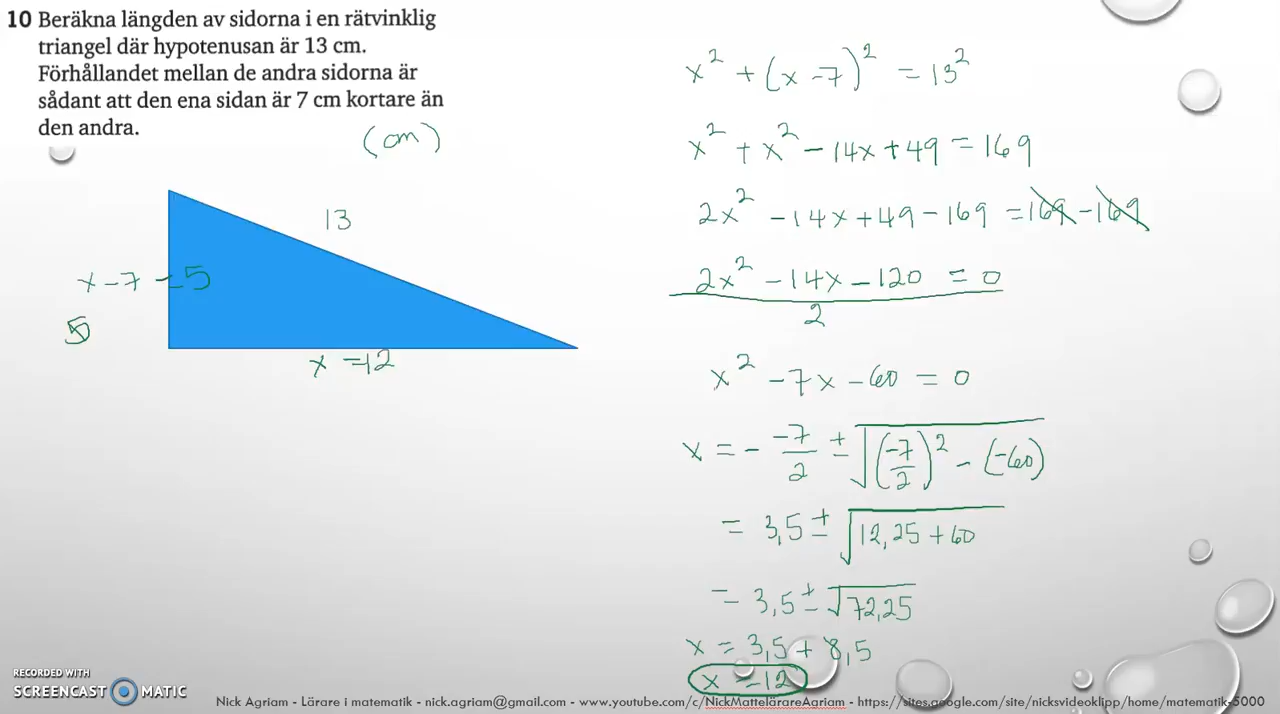 10 Beräkna längden av sidorna i en rätvinklig
triangel där hypotenusan är 13 cm.
Förhållandet mellan de andra sidorna är
sådant att den ena sidan är 7 cm kortare än
den andra.
(cm)
13
x - 7 = 5
5
x = 12
x² + (x - 7)² = 13²
x² + x² - 14x + 49 = 169
2x² - 14x + 49 - 169 = 169 - 169
2x² - 14x - 120 = 0
2
x² - 7x - 60 = 0
x = - -7/2 ± √((-7/2)² - (-60))
= 3,5 ± √(12,25 + 60)
= 3,5 ± √72,25
x = 3,5 + 8,5
x = 12
RECORDED WITH
SCREENCAST MATIC
Nick Agriam - Lärare i matematik - nick.agriam@gmail.com - www.youtube.com/c/NickMattelärareAgriam - https://sites.google.com/site/nicksvideoklipp/home/matematik-5000